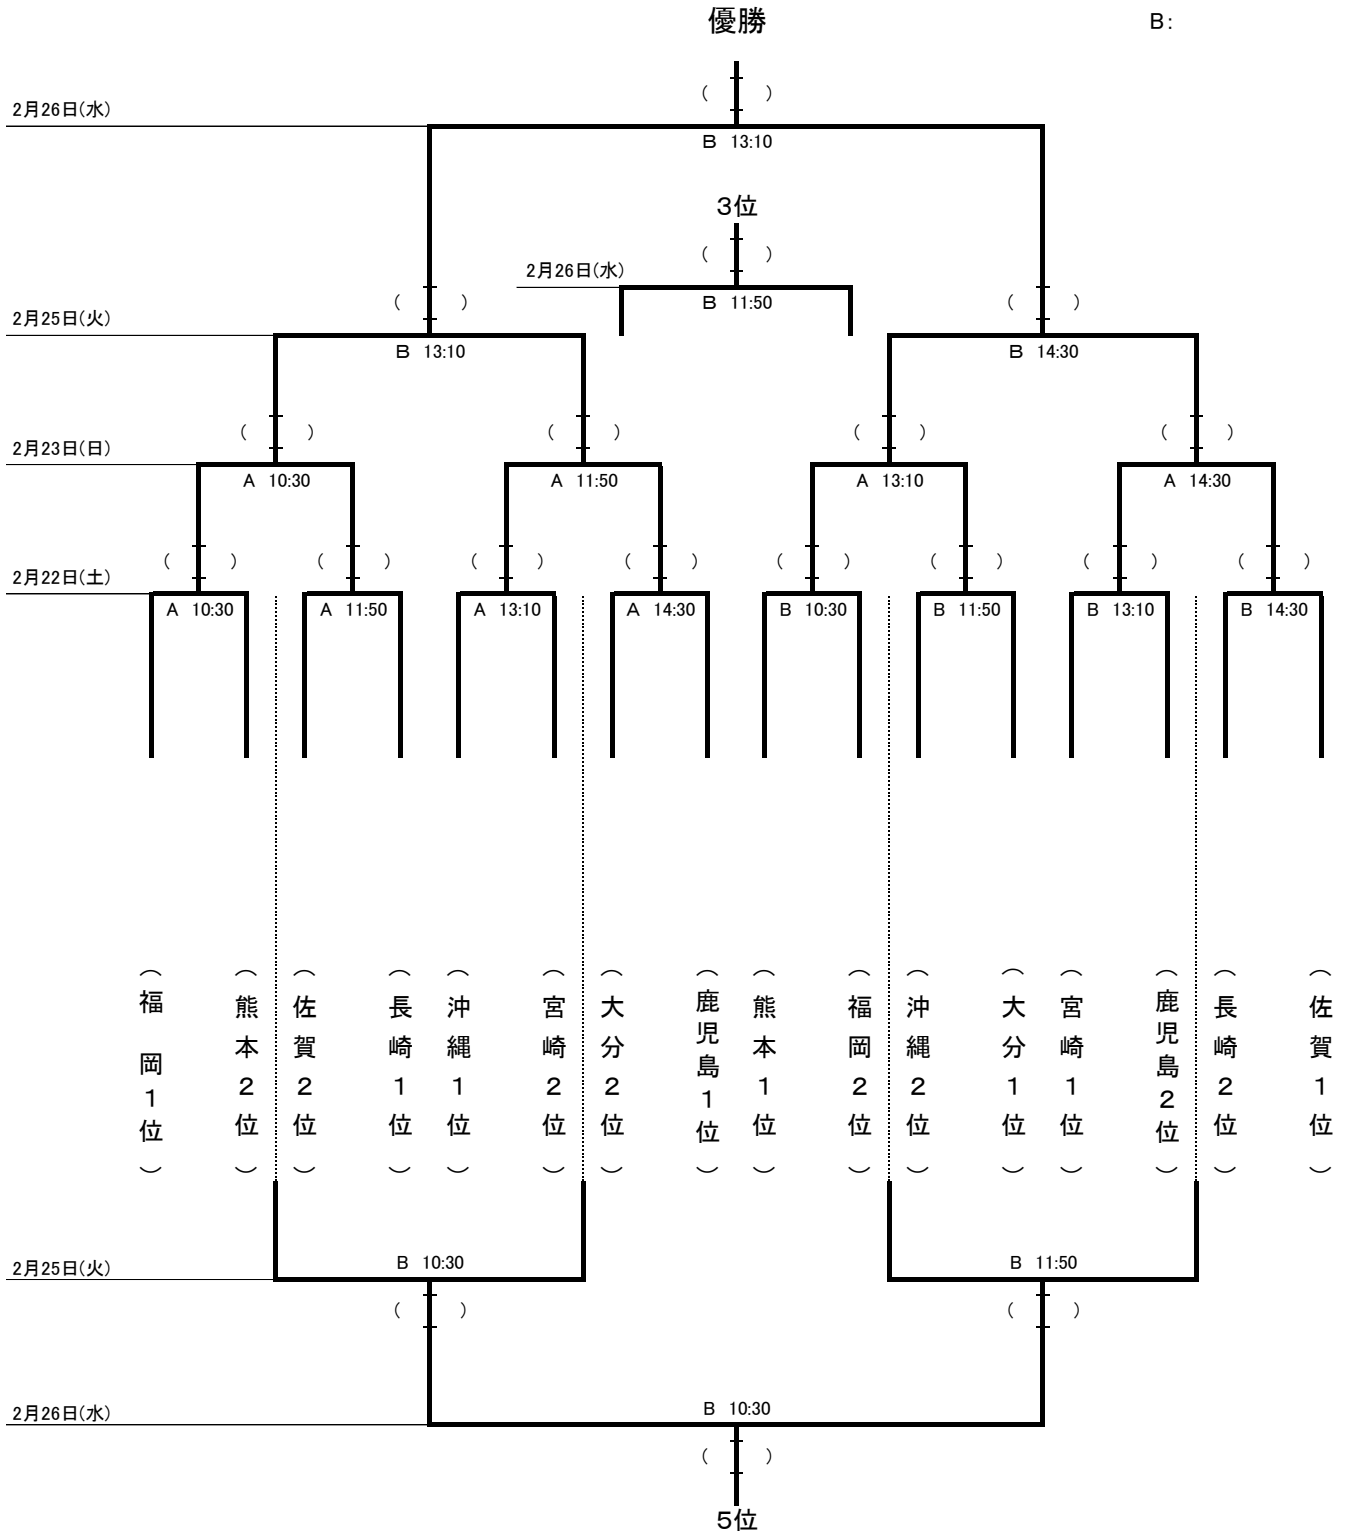 優勝
B:
( )
2月26日(水)
B 13:10
3位
( )
2月26日(水)
B 11:50
( )
( )
2月25日(火)
B 13:10
B 14:30
( )
( )
( )
( )
2月23日(日)
A 10:30
A 11:50
A 13:10
A 14:30
( )
( )
( )
( )
( )
( )
( )
( )
2月22日(土)
A 10:30
A 11:50
A 13:10
A 14:30
B 10:30
B 11:50
B 13:10
B 14:30
(福岡1位)
(熊本2位)
(佐賀2位)
(長崎1位)
(沖縄1位)
(宮崎2位)
(大分2位)
(鹿児島1位)
(熊本1位)
(福岡2位)
(沖縄2位)
(大分1位)
(宮崎1位)
(鹿児島2位)
(長崎2位)
(佐賀1位)
B 10:30
B 11:50
2月25日(火)
( )
( )
B 10:30
2月26日(水)
( )
5位